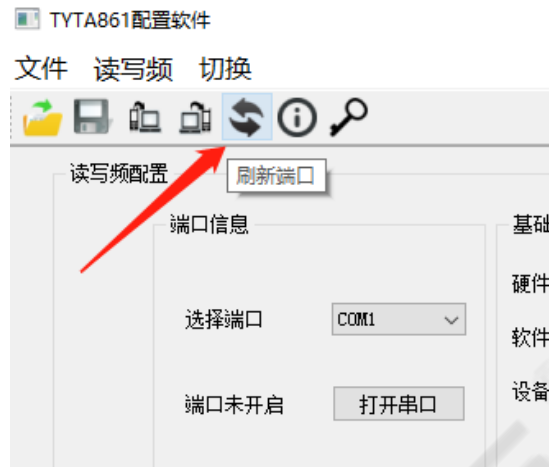 TYTA861配置软件
文件 读写频 切换
刷新端口
读写频配置
端口信息
基础
硬件
选择端口 COM1
软件
设备
端口未开启 打开串口